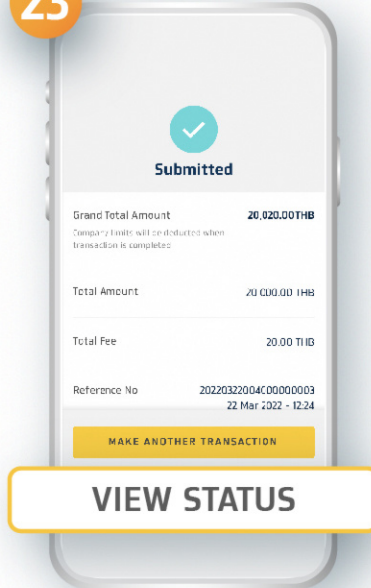 23
Submitted
Grand Total Amount 20,020.00THB
Company limits will be deducted when
transaction is completed
Total Amount 20 000.00 THB
Total Fee 20.00 THB
Reference No 20220322004C00000003
22 Mar 2022 - 12:24
MAKE ANOTHER TRANSACTION
VIEW STATUS